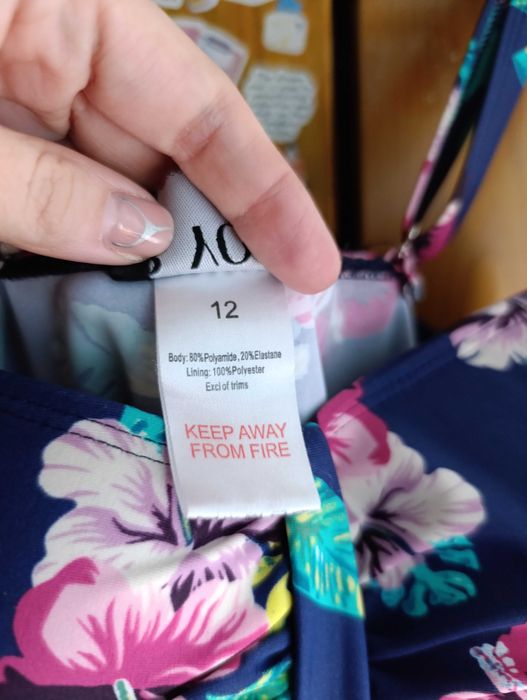 12
Body: 80%Polyamide, 20%Elastane
Lining: 100%Polyester
Excl of trims
KEEP AWAY
FROM FIRE